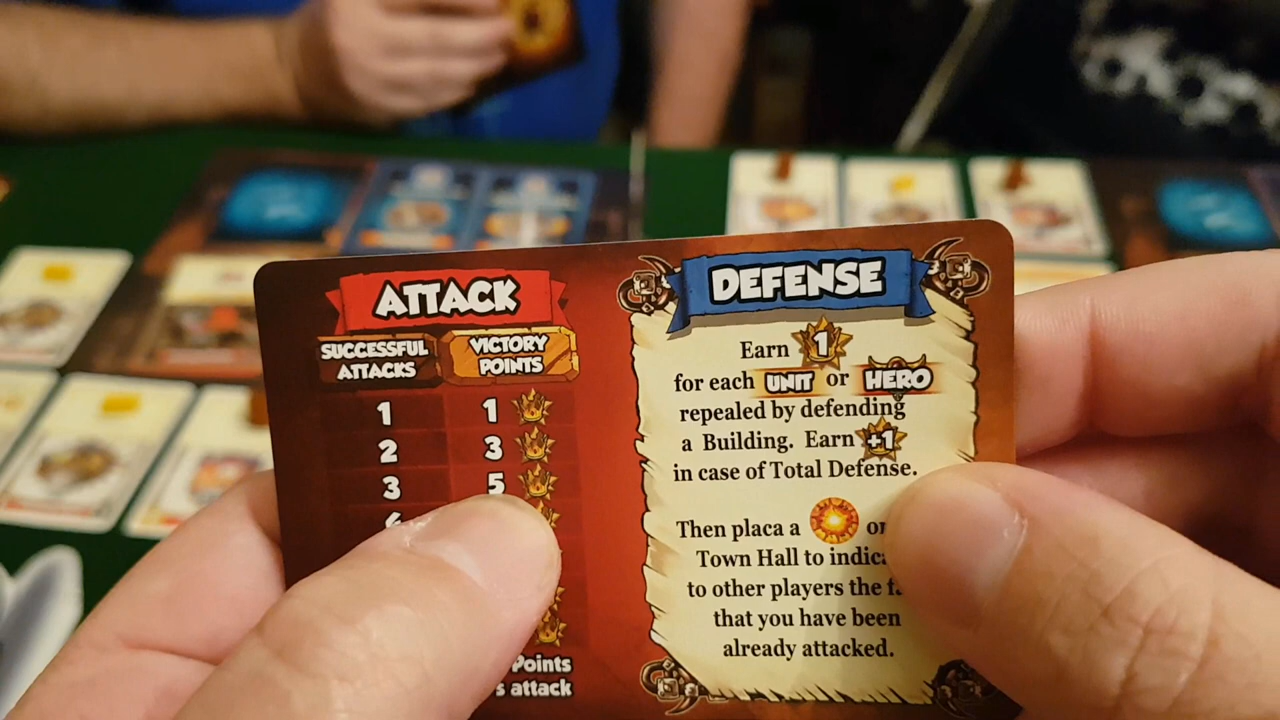 ATTACK
SUCCESSFUL ATTACKS
VICTORY POINTS
1 1
2 3
3 5
Points
attack
DEFENSE
Earn 1
for each UNIT or HERO
repealed by defending
a Building. Earn +1
in case of Total Defense.
Then placa a
Town Hall to
to other players the
that you have been
already attacked.